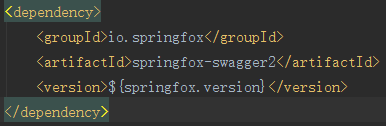 <dependency>
    <groupId>io.springfox</groupId>
    <artifactId>springfox-swagger2</artifactId>
    <version>${springfox.version}</version>
</dependency>